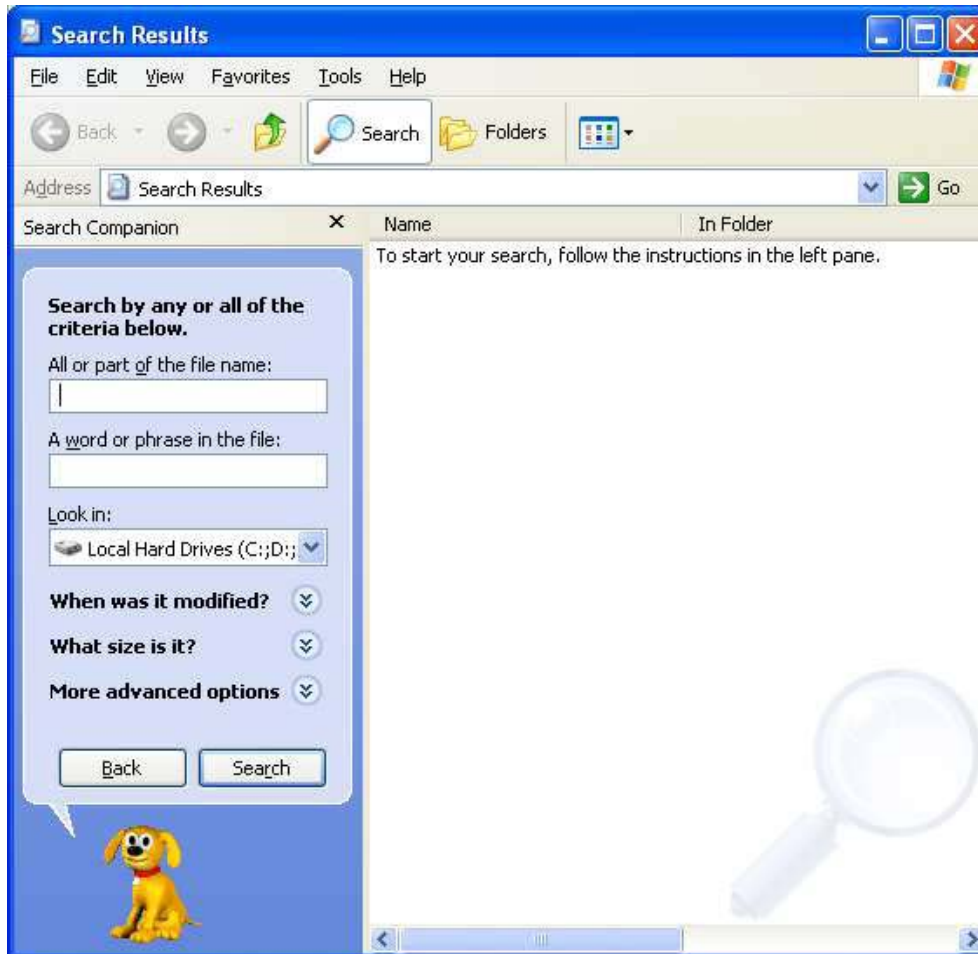 Search Results
File Edit View Favorites Tools Help
Back Search Folders
Address Search Results Go
Search Companion Name In Folder
To start your search, follow the instructions in the left pane.
Search by any or all of the
criteria below.
All or part of the file name:
A word or phrase in the file:
Look in:
Local Hard Drives (C:;D:;
When was it modified?
What size is it?
More advanced options
Back Search